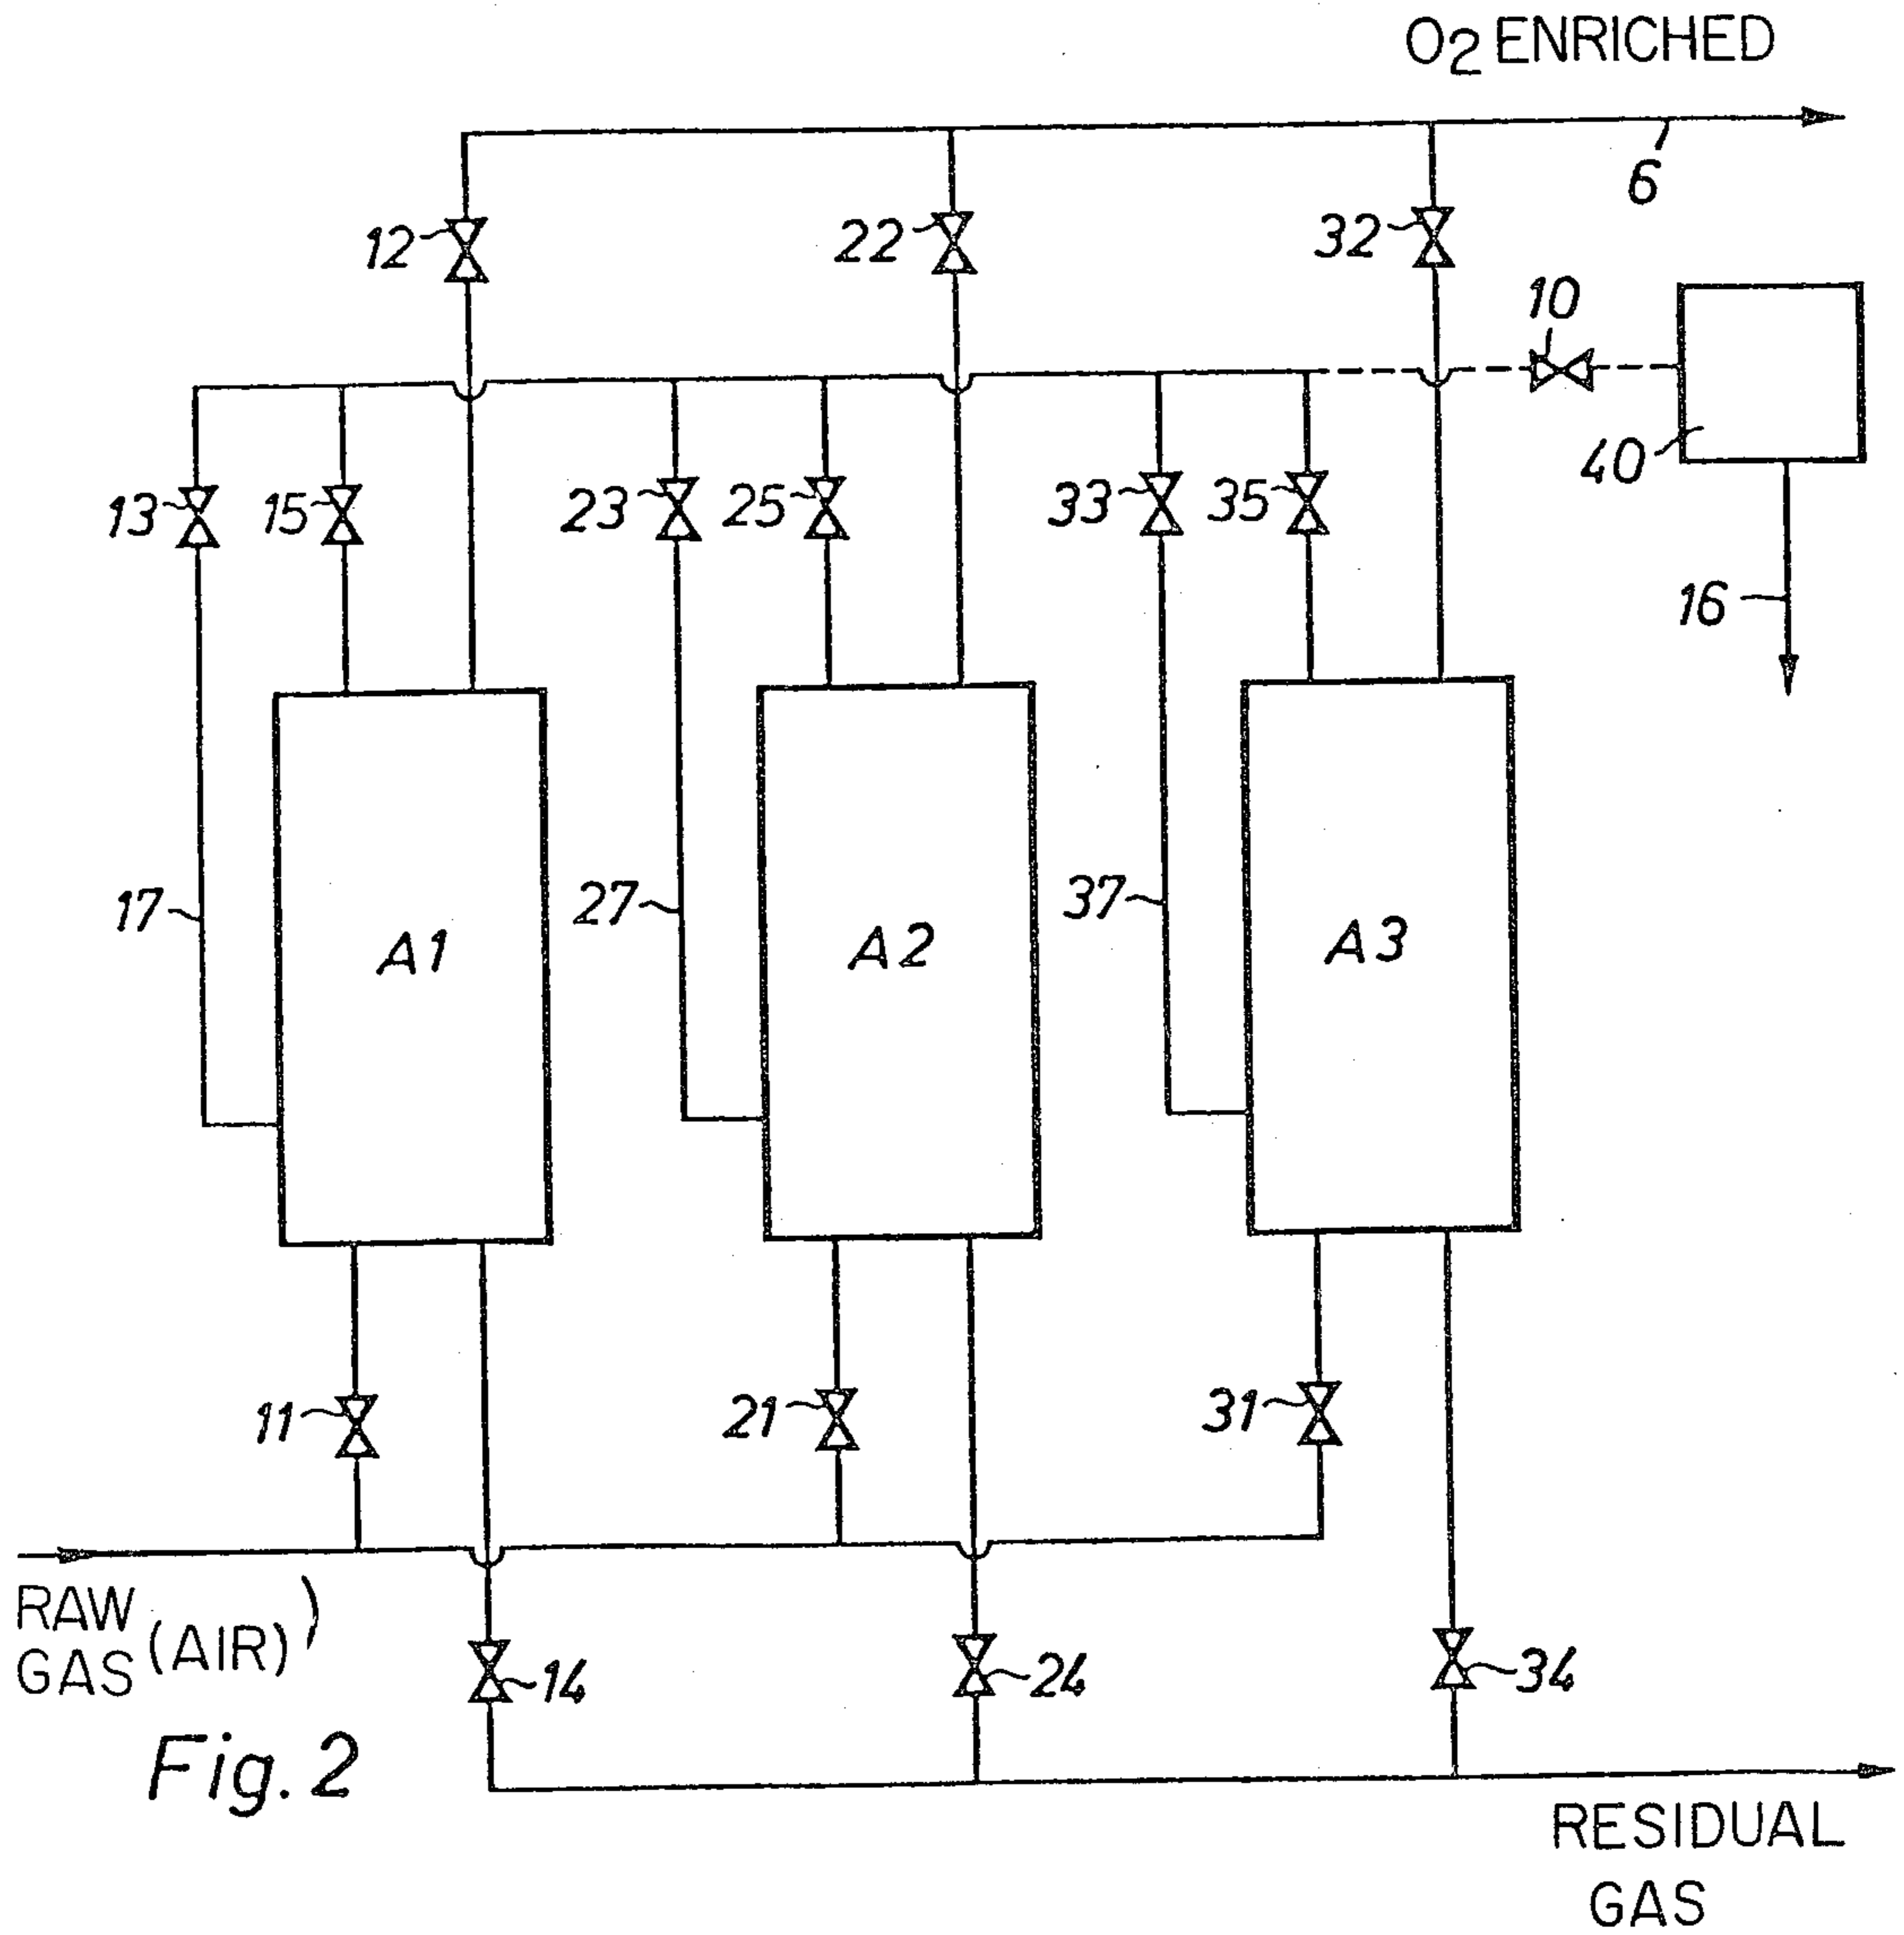 O2 ENRICHED
6
12
22
32
10
40
13
15
23
25
33
35
16
17
27
37
A1
A2
A3
11
21
31
RAW
GAS (AIR))
14
24
34
Fig. 2
RESIDUAL
GAS